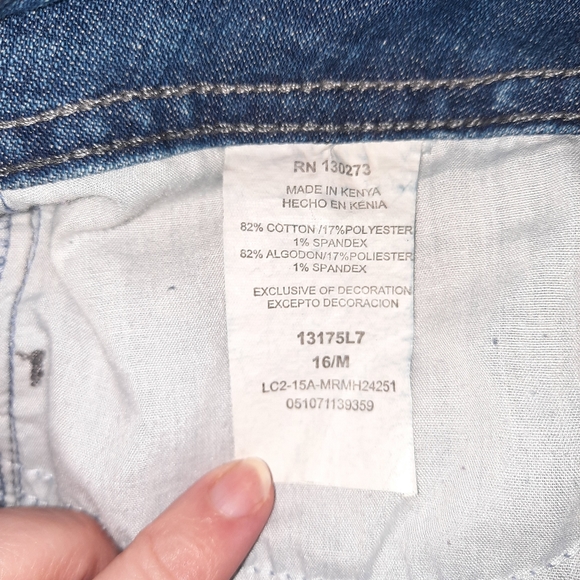 RN 130273
MADE IN KENYA
HECHO EN KENIA
82% COTTON /17%POLYESTER
1% SPANDEX
82% ALGODON/17%POLIESTER
1% SPANDEX
EXCLUSIVE OF DECORATION
EXCEPTO DECORACION
13175L7
16/M
LC2-15A-MRMH24251
051071139359